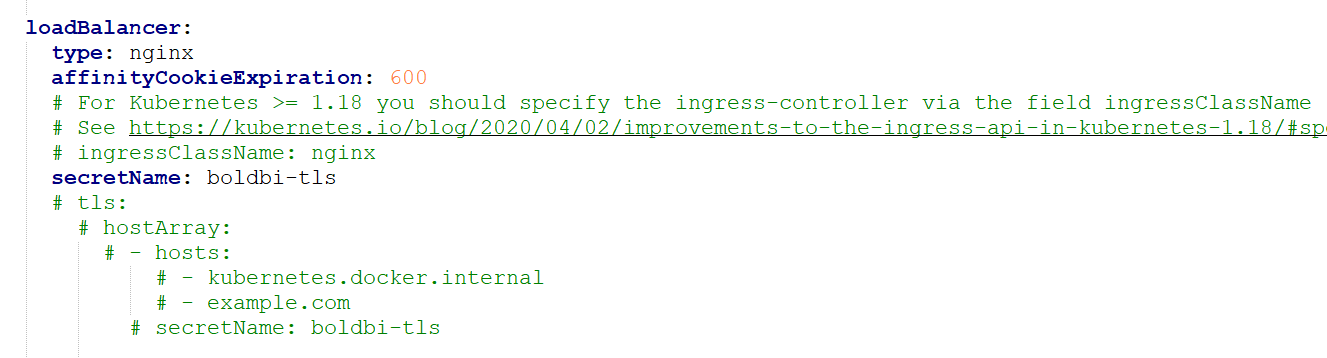 loadBalancer:
type: nginx
affinityCookieExpiration: 600
# For Kubernetes >= 1.18 you should specify the ingress-controller via the field ingressClassName
# See https://kubernetes.io/blog/2020/04/02/improvements-to-the-ingress-api-in-kubernetes-1.18/#spe
# ingressClassName: nginx
secretName: boldbi-tls
# tls:
# hostArray:
# - hosts:
# - kubernetes.docker.internal
# - example.com
# secretName: boldbi-tls